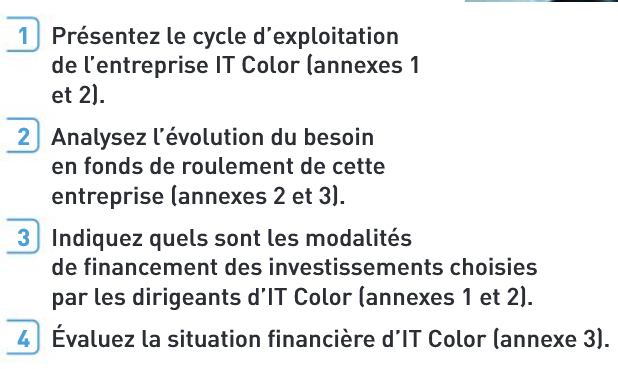 1 Présentez le cycle d'exploitation
de l'entreprise IT Color (annexes 1
et 2).
2 Analysez l'évolution du besoin
en fonds de roulement de cette
entreprise (annexes 2 et 3).
3 Indiquez quels sont les modalités
de financement des investissements choisies
par les dirigeants d'IT Color (annexes 1 et 2).
4 Évaluez la situation financière d'IT Color (annexe 3).